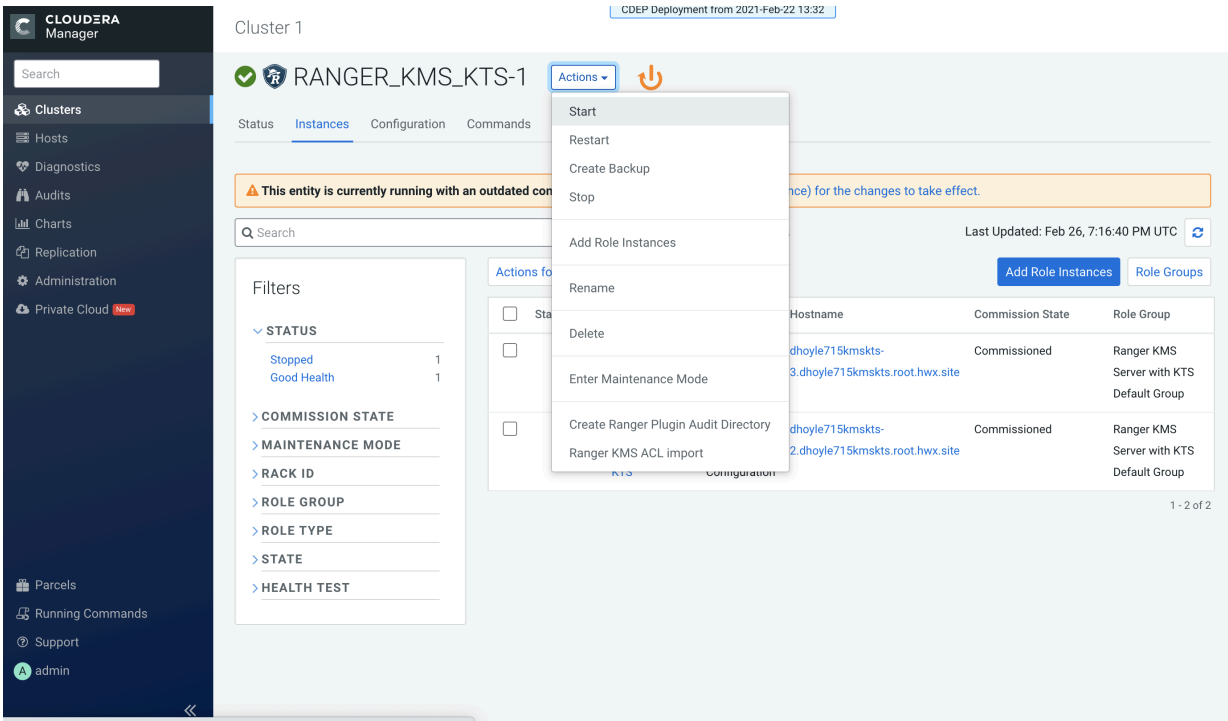 CLOUDERA
Manager
Search
Clusters
Hosts
Diagnostics
Audits
Charts
Replication
Administration
Private Cloud New
Parcels
Running Commands
Support
A admin
CDEP Deployment from 2021-Feb-22 13:32
Cluster 1
RANGER_KMS_KTS-1
Actions
Status Instances Configuration Commands
Start
Restart
Create Backup
Stop
Add Role Instances
Rename
Delete
Enter Maintenance Mode
Create Ranger Plugin Audit Directory
Ranger KMS ACL import
This entity is currently running with an outdated con
nce) for the changes to take effect.
Search
Last Updated: Feb 26, 7:16:40 PM UTC
Filters
STATUS
Stopped 1
Good Health 1
COMMISSION STATE
MAINTENANCE MODE
RACK ID
ROLE GROUP
ROLE TYPE
STATE
HEALTH TEST
Actions fo
Add Role Instances
Role Groups
Sta Hostname Commission State Role Group
dhoyle715kmskts- Commissioned Ranger KMS
3.dhoyle715kmskts.root.hwx.site Server with KTS
Default Group
dhoyle715kmskts- Commissioned Ranger KMS
2.dhoyle715kmskts.root.hwx.site Server with KTS
KTS Configuration Default Group
1 - 2 of 2